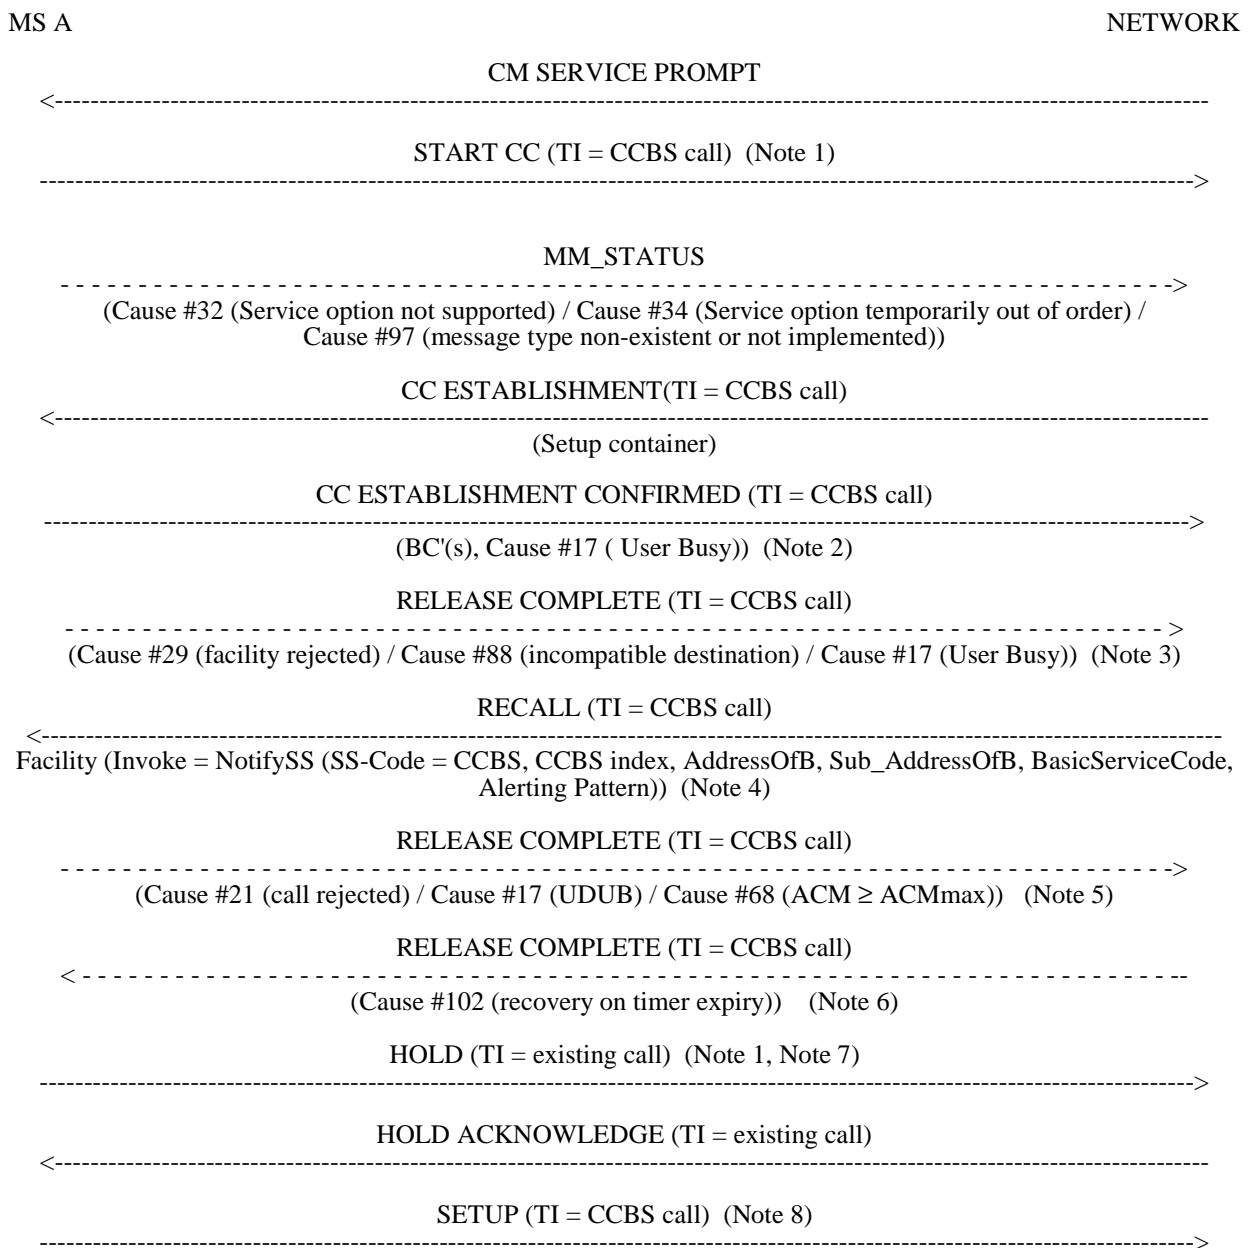 MS A NETWORK
CM SERVICE PROMPT
START CC (TI = CCBS call) (Note 1)
MM_STATUS
(Cause #32 (Service option not supported) / Cause #34 (Service option temporarily out of order) /
Cause #97 (message type non-existent or not implemented))
CC ESTABLISHMENT(TI = CCBS call)
(Setup container)
CC ESTABLISHMENT CONFIRMED (TI = CCBS call)
(BC'(s), Cause #17 ( User Busy)) (Note 2)
RELEASE COMPLETE (TI = CCBS call)
(Cause #29 (facility rejected) / Cause #88 (incompatible destination) / Cause #17 (User Busy)) (Note 3)
RECALL (TI = CCBS call)
Facility (Invoke = NotifySS (SS-Code = CCBS, CCBS index, AddressOfB, Sub_AddressOfB, BasicServiceCode,
Alerting Pattern)) (Note 4)
RELEASE COMPLETE (TI = CCBS call)
(Cause #21 (call rejected) / Cause #17 (UDUB) / Cause #68 (ACM ≥ ACMmax)) (Note 5)
RELEASE COMPLETE (TI = CCBS call)
(Cause #102 (recovery on timer expiry)) (Note 6)
HOLD (TI = existing call) (Note 1, Note 7)
HOLD ACKNOWLEDGE (TI = existing call)
SETUP (TI = CCBS call) (Note 8)